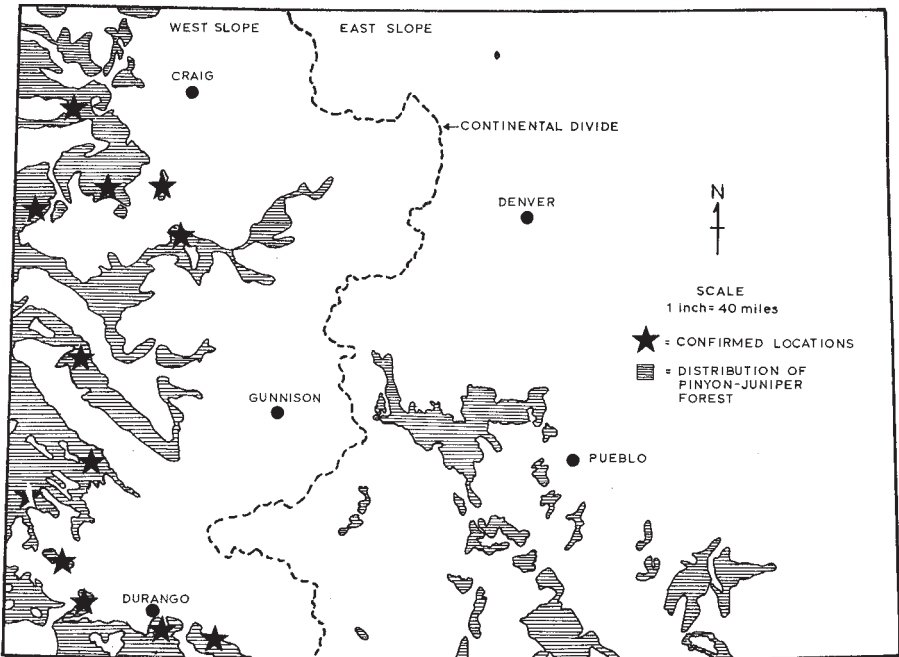 WEST SLOPE
EAST SLOPE
CRAIG
CONTINENTAL DIVIDE
DENVER
N
SCALE
1 inch = 40 miles
= CONFIRMED LOCATIONS
= DISTRIBUTION OF
PINYON-JUNIPER
FOREST
GUNNISON
PUEBLO
DURANGO